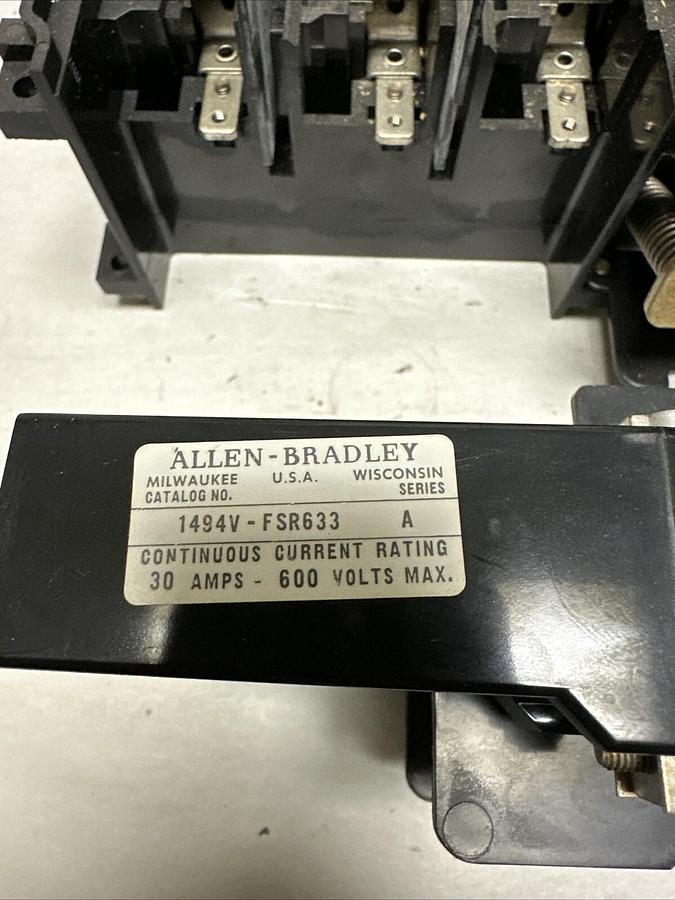 ALLEN-BRADLEY
MILWAUKEE U.S.A. WISCONSIN
CATALOG NO. SERIES
1494V-FSR633 A
CONTINUOUS CURRENT RATING
30 AMPS - 600 VOLTS MAX.